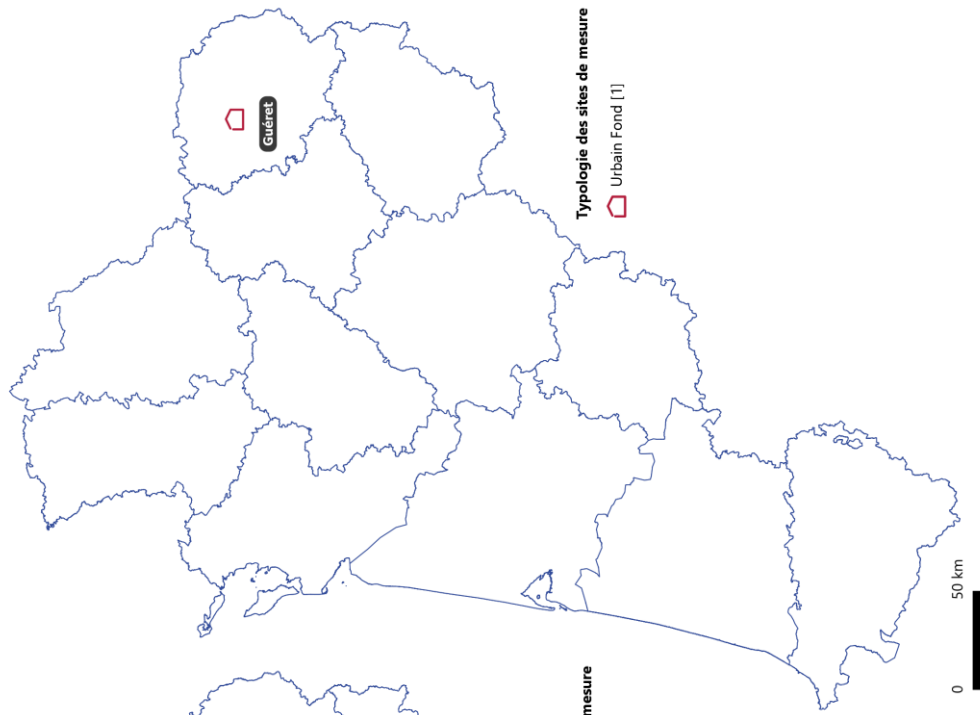 Guéret
Typologie des sites de mesure
Urbain Fond [1]
0 50 km
mesure